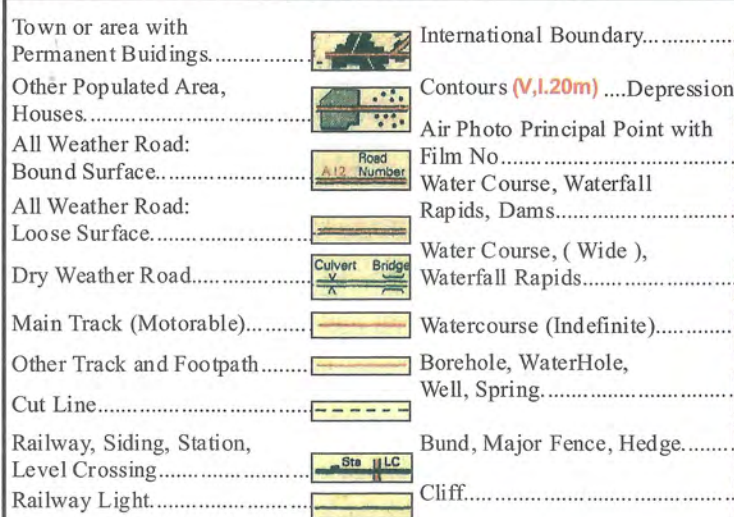 Town or area with
Permanent Buidings..................
Other Populated Area,
Houses..................
All Weather Road:
Bound Surface..................
Road
A12 Number
All Weather Road:
Loose Surface..................
Dry Weather Road..................
Culvert Bridge
Main Track (Motorable)..................
Other Track and Footpath........
Cut Line..................
Railway, Siding, Station,
Level Crossing..................
Sta LC
Railway Light..................
International Boundary..................
Contours (V,I.20m) ....Depression
Air Photo Principal Point with
Film No..................
Water Course, Waterfall
Rapids, Dams..................
Water Course, ( Wide ),
Waterfall Rapids..................
Watercourse (Indefinite)..................
Borehole, WaterHole,
Well, Spring..................
Bund, Major Fence, Hedge.........
Cliff..................